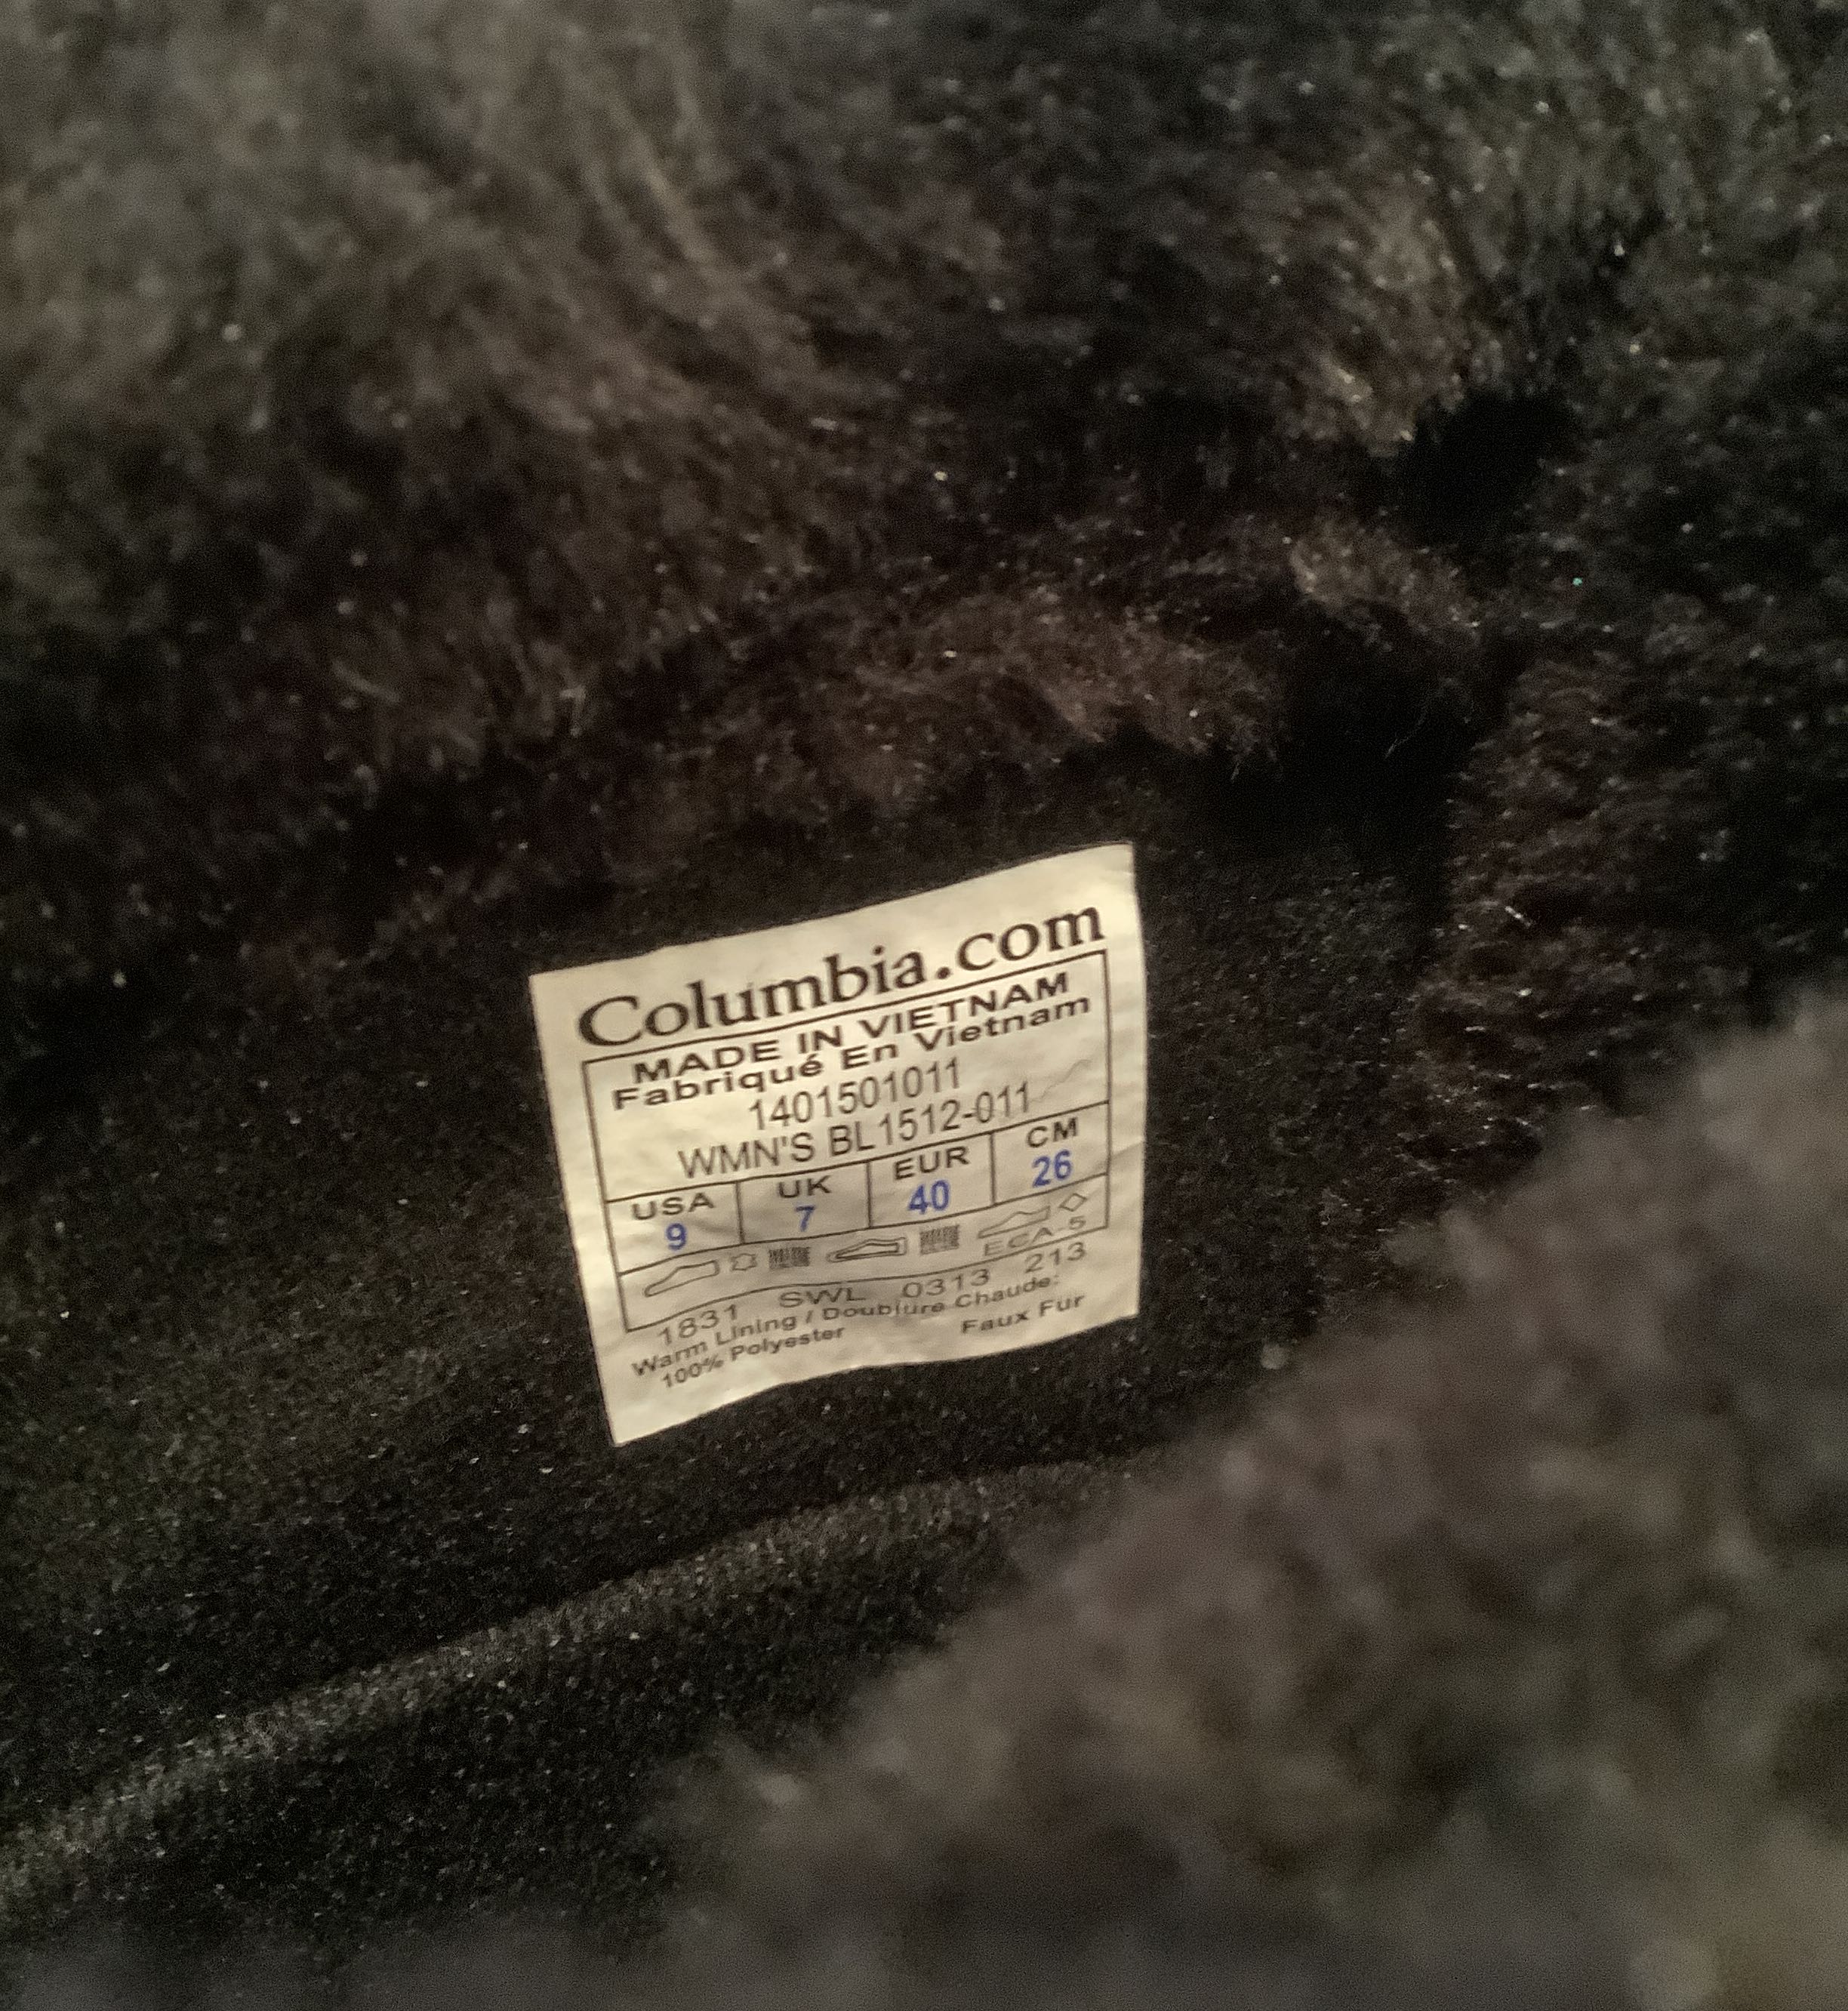 Columbia.com
MADE IN VIETNAM
Fabriqué En Vietnam
1401501011
WMN'S BL1512-011
USA UK EUR CM
9 7 40 26
ECA-5
1831 SWL 0313 213
Warm Lining / Doublure Chaude:
100% Polyester Faux Fur